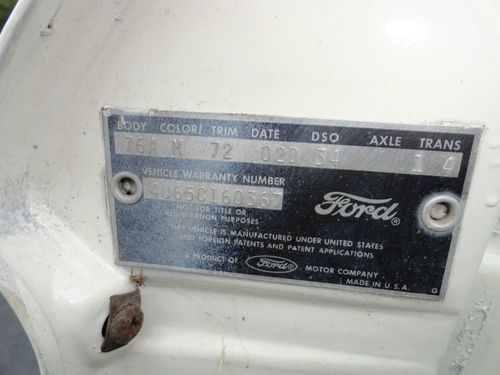 BODY COLOR TRIM DATE DSO AXLE TRANS
76A M 72 02D 34 1 4
VEHICLE WARRANTY NUMBER
4U65C160567
NOT FOR TITLE OR
REGISTRATION PURPOSES
Ford®
THIS VEHICLE IS MANUFACTURED UNDER UNITED STATES
AND FOREIGN PATENTS AND PATENT APPLICATIONS
A PRODUCT OF Ford® MOTOR COMPANY
MADE IN U.S.A.
G